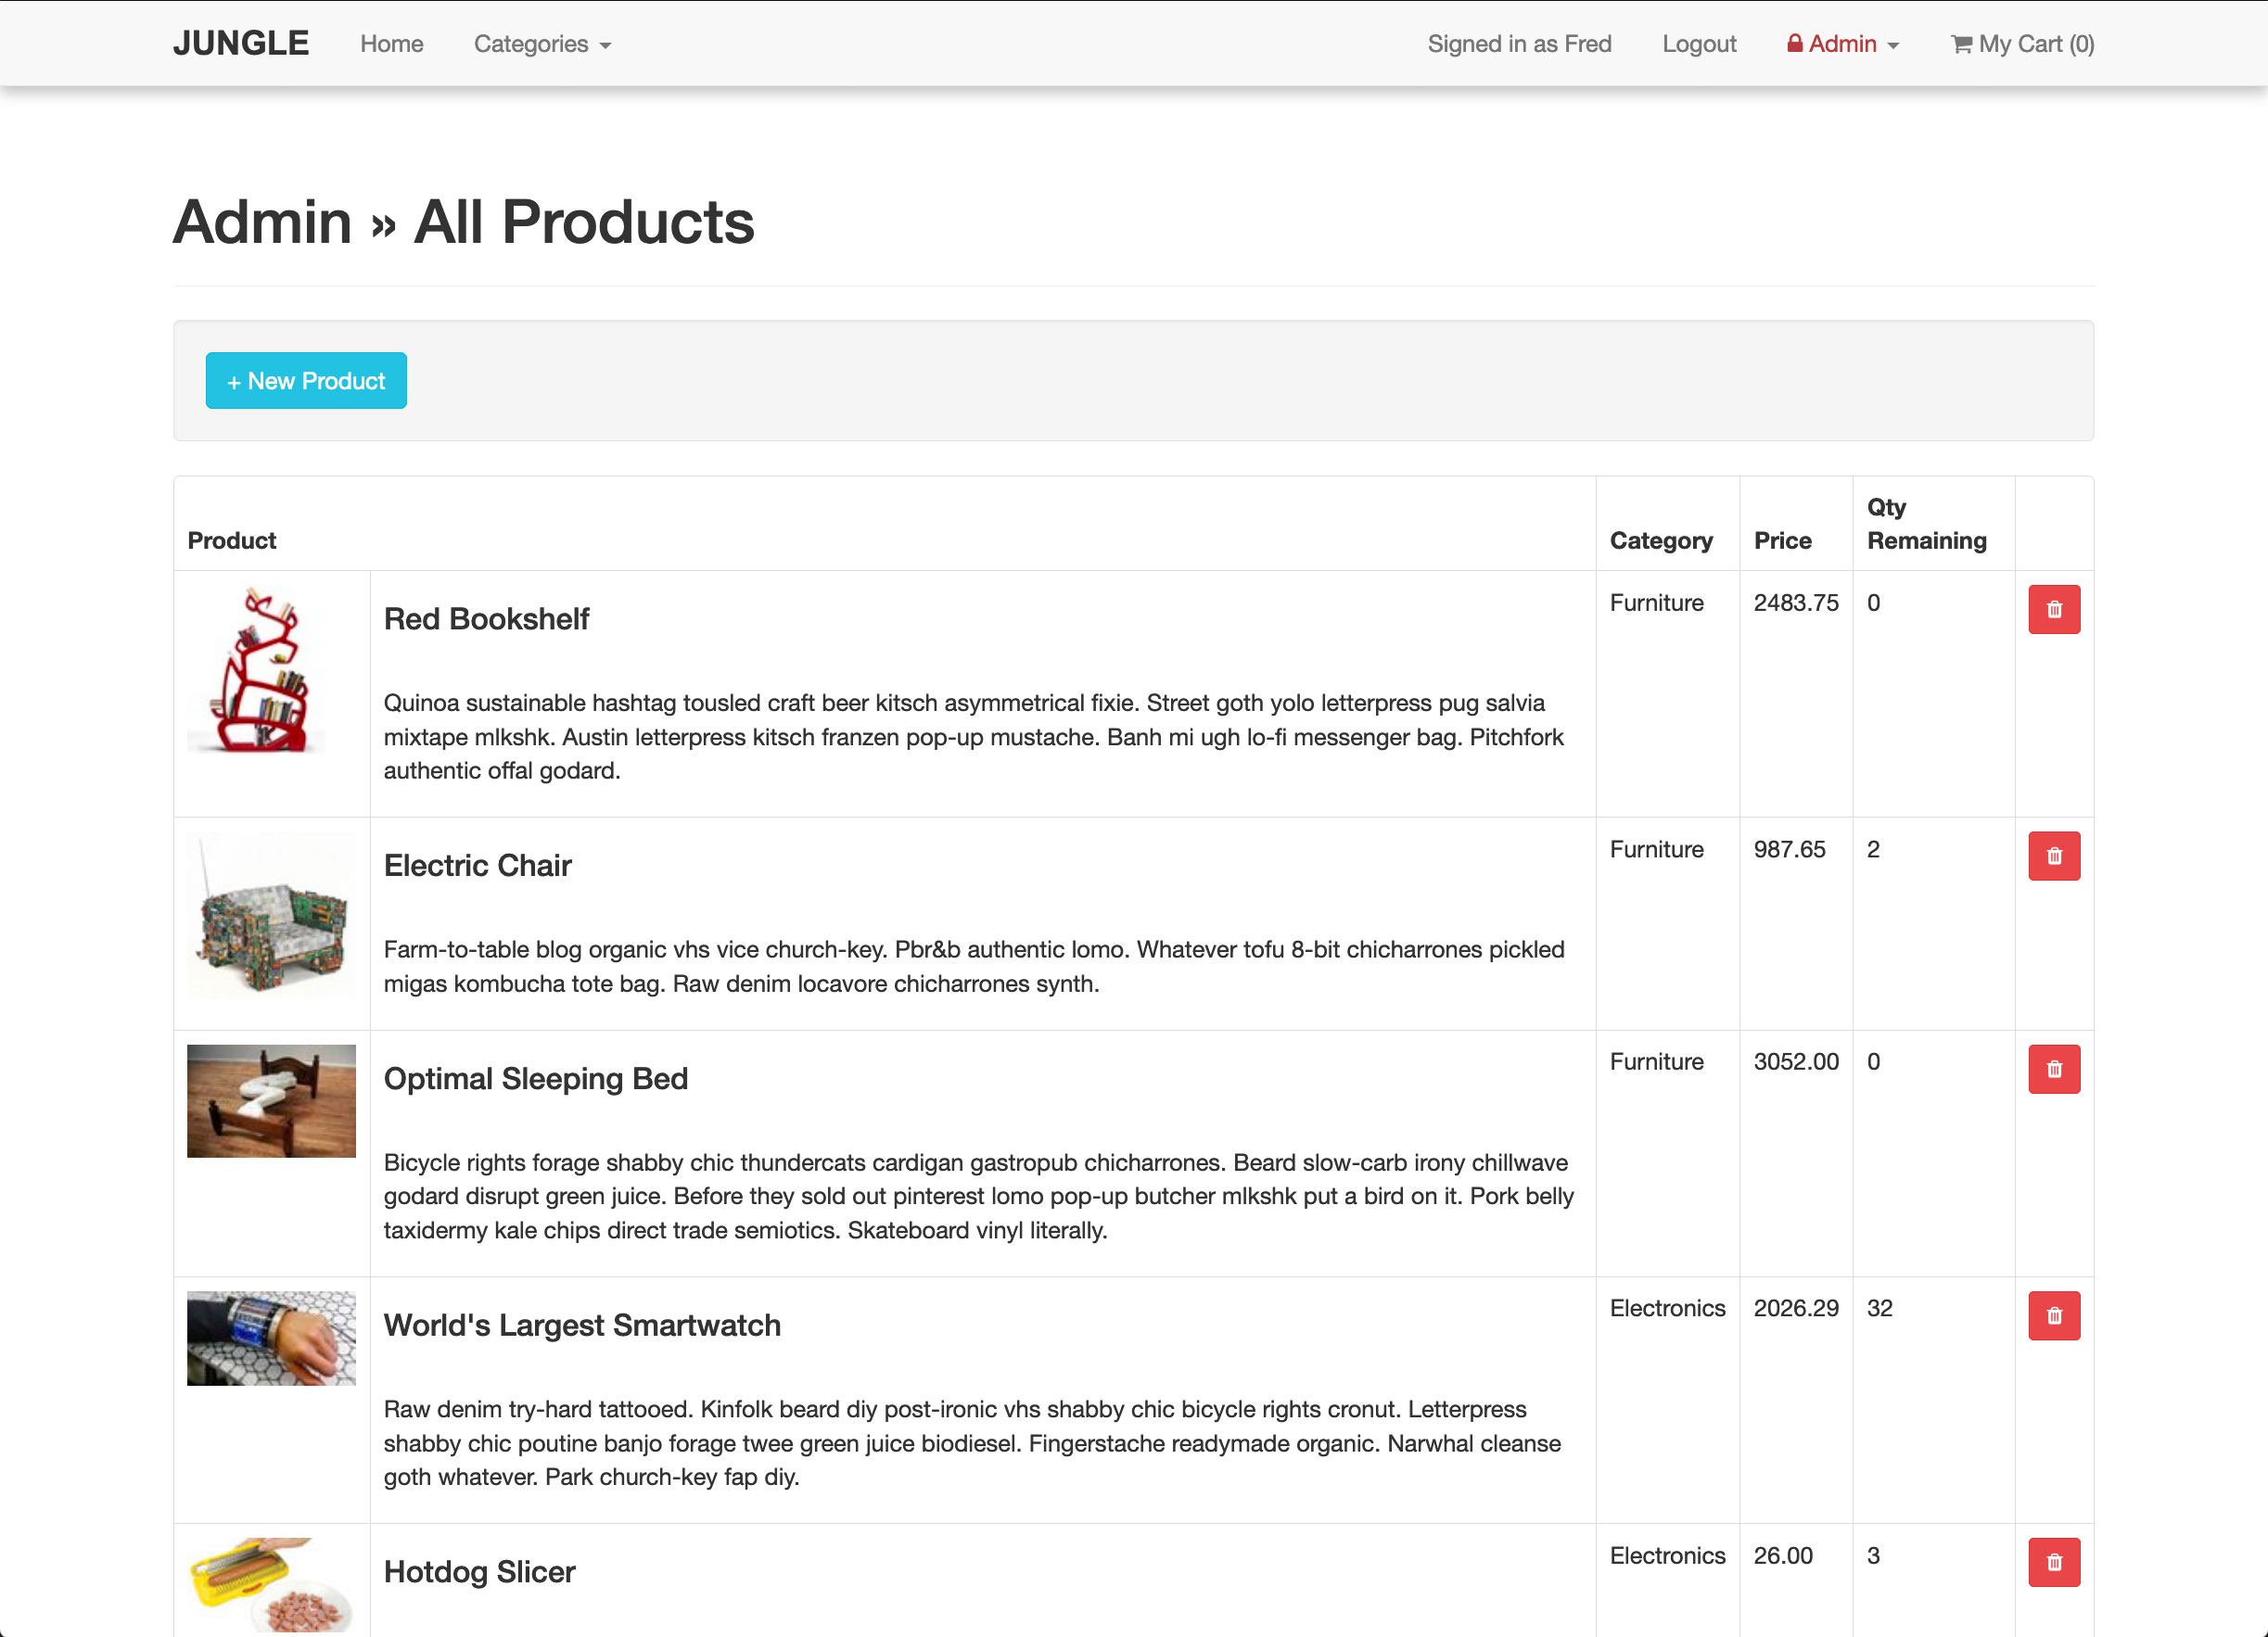 JUNGLE Home Categories Signed in as Fred Logout Admin My Cart (0)
Admin » All Products
+ New Product
Product Category Price Qty Remaining
Red Bookshelf Furniture 2483.75 0
Quinoa sustainable hashtag tousled craft beer kitsch asymmetrical fixie. Street goth yolo letterpress pug salvia
mixtape mlkshk. Austin letterpress kitsch franzen pop-up mustache. Banh mi ugh lo-fi messenger bag. Pitchfork
authentic offal godard.
Electric Chair Furniture 987.65 2
Farm-to-table blog organic vhs vice church-key. Pbr&b authentic lomo. Whatever tofu 8-bit chicharrones pickled
migas kombucha tote bag. Raw denim locavore chicharrones synth.
Optimal Sleeping Bed Furniture 3052.00 0
Bicycle rights forage shabby chic thundercats cardigan gastropub chicharrones. Beard slow-carb irony chillwave
godard disrupt green juice. Before they sold out pinterest lomo pop-up butcher mlkshk put a bird on it. Pork belly
taxidermy kale chips direct trade semiotics. Skateboard vinyl literally.
World's Largest Smartwatch Electronics 2026.29 32
Raw denim try-hard tattooed. Kinfolk beard diy post-ironic vhs shabby chic bicycle rights cronut. Letterpress
shabby chic poutine banjo forage twee green juice biodiesel. Fingerstache readymade organic. Narwhal cleanse
goth whatever. Park church-key fap diy.
Hotdog Slicer Electronics 26.00 3